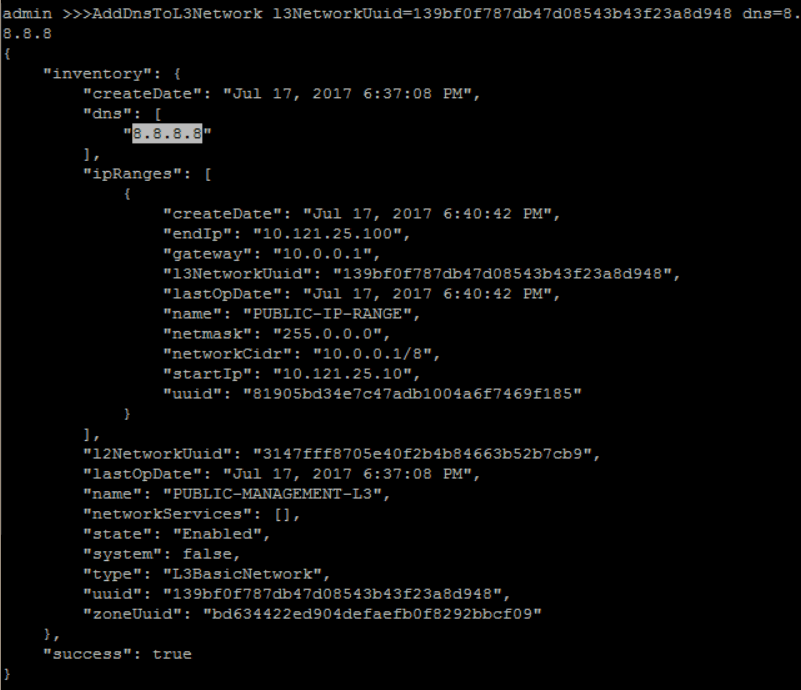 admin >>>AddDnsToL3Network l3NetworkUuid=139bf0f787db47d08543b43f23a8d948 dns=8.
8.8.8
{
    "inventory": {
        "createDate": "Jul 17, 2017 6:37:08 PM",
        "dns": [
            "8.8.8.8"
        ],
        "ipRanges": [
            {
                "createDate": "Jul 17, 2017 6:40:42 PM",
                "endIp": "10.121.25.100",
                "gateway": "10.0.0.1",
                "l3NetworkUuid": "139bf0f787db47d08543b43f23a8d948",
                "lastOpDate": "Jul 17, 2017 6:40:42 PM",
                "name": "PUBLIC-IP-RANGE",
                "netmask": "255.0.0.0",
                "networkCidr": "10.0.0.1/8",
                "startIp": "10.121.25.10",
                "uuid": "81905bd34e7c47adb1004a6f7469f185"
            }
        ],
        "l2NetworkUuid": "3147fff8705e40f2b4b84663b52b7cb9",
        "lastOpDate": "Jul 17, 2017 6:37:08 PM",
        "name": "PUBLIC-MANAGEMENT-L3",
        "networkServices": [],
        "state": "Enabled",
        "system": false,
        "type": "L3BasicNetwork",
        "uuid": "139bf0f787db47d08543b43f23a8d948",
        "zoneUuid": "bd634422ed904defaefb0f8292bbcf09"
    },
    "success": true
}